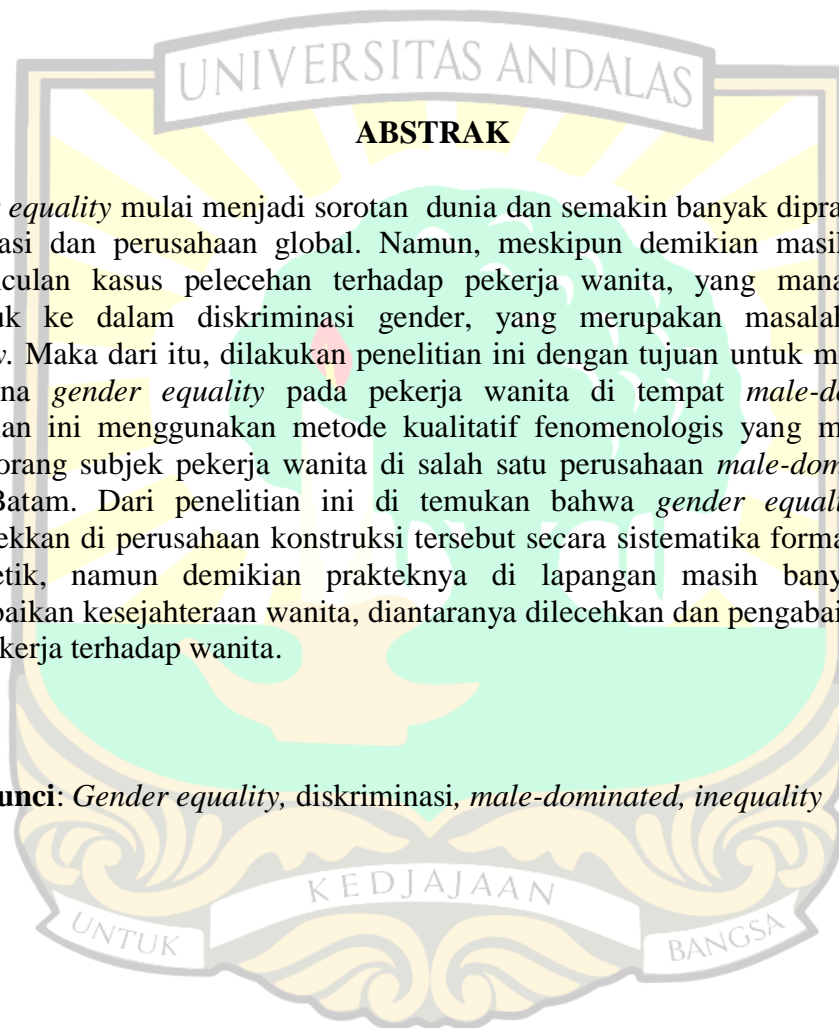 UNIVERSITAS ANDALAS
ABSTRAK
equality mulai menjadi sorotan dunia dan semakin banyak dipra
asi dan perusahaan global. Namun, meskipun demikian masi
culan kasus pelecehan terhadap pekerja wanita, yang mana
uk ke dalam diskriminasi gender, yang merupakan masala
y. Maka dari itu, dilakukan penelitian ini dengan tujuan untuk m
na gender equality pada pekerja wanita di tempat male-d
an ini menggunakan metode kualitatif fenomenologis yang m
orang subjek pekerja wanita di salah satu perusahaan male-dom
Batam. Dari penelitian ini di temukan bahwa gender equali
ekkan di perusahaan konstruksi tersebut secara sistematika forma
etik, namun demikian prakteknya di lapangan masih bany
baikan kesejahteraan wanita, diantaranya dilecehkan dan pengabai
kerja terhadap wanita.
unci: Gender equality, diskriminasi, male-dominated, inequality
KEDJAJAAN
UNTUK BANGSA